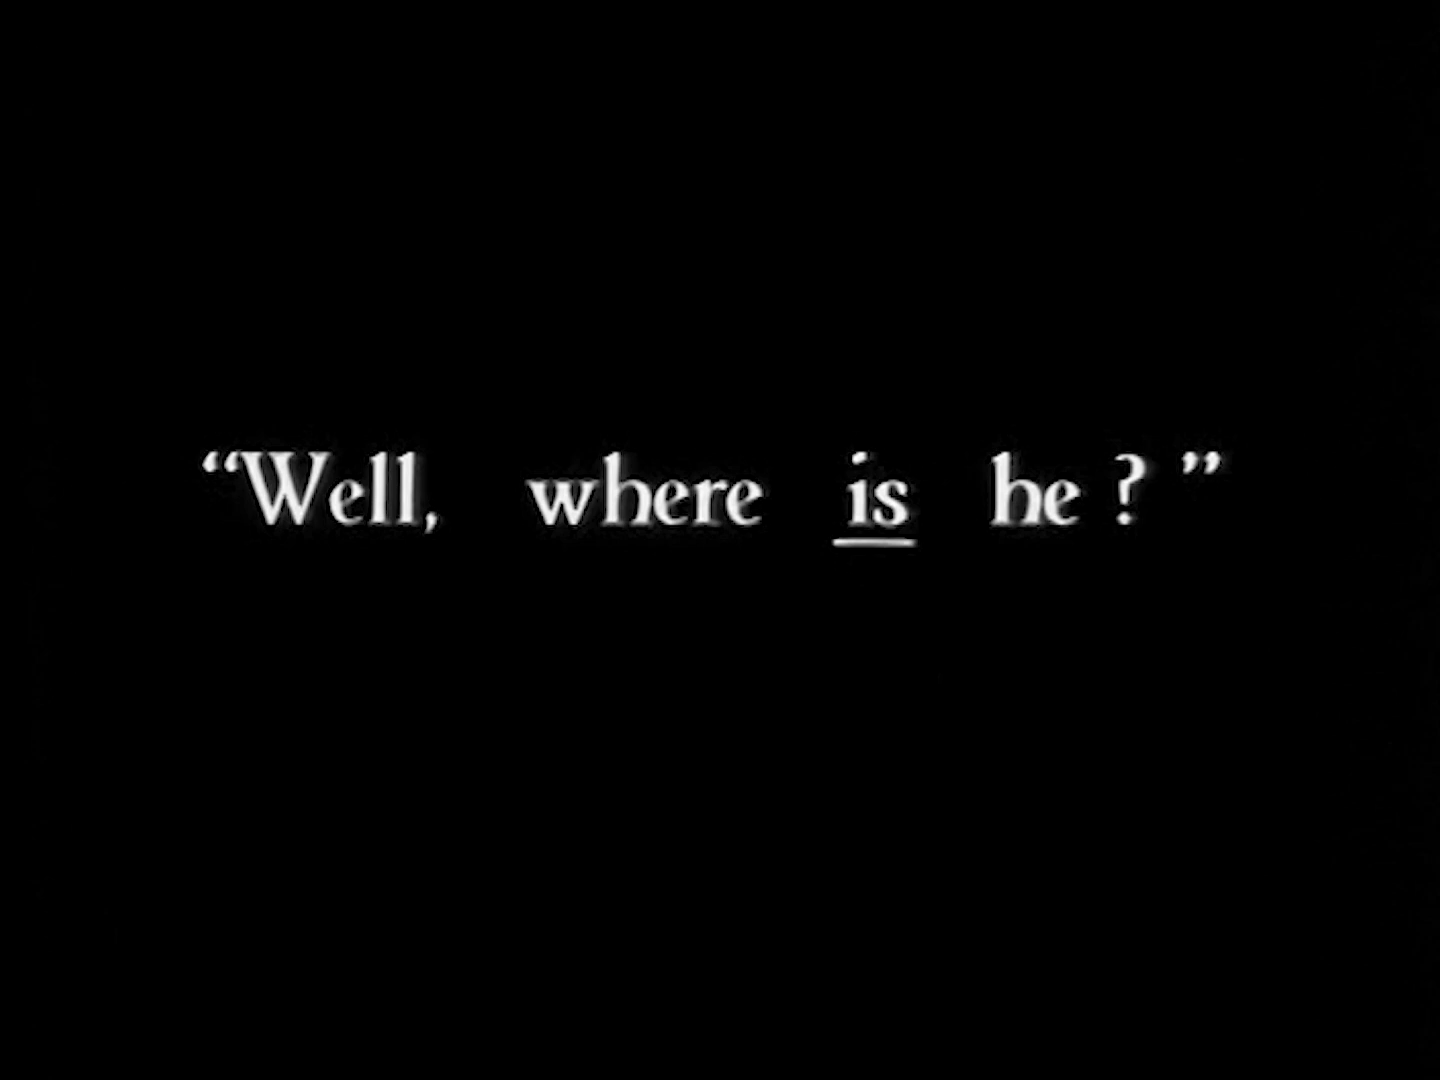 “Well, where is he ? ”